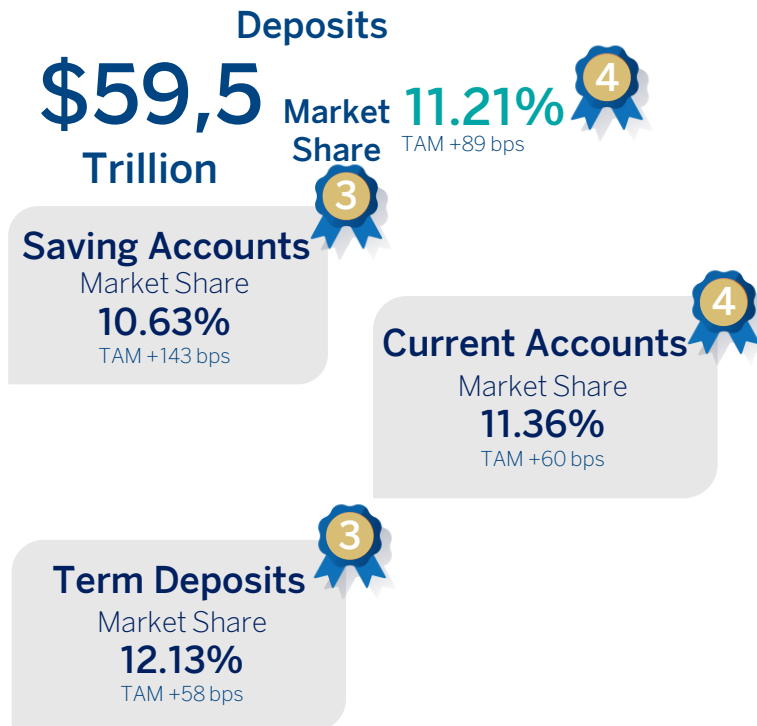 Deposits
$59,5
Trillion
Market
Share
11.21%
TAM +89 bps
4
3
Saving Accounts
Market Share
10.63%
TAM +143 bps
4
Current Accounts
Market Share
11.36%
TAM +60 bps
3
Term Deposits
Market Share
12.13%
TAM +58 bps